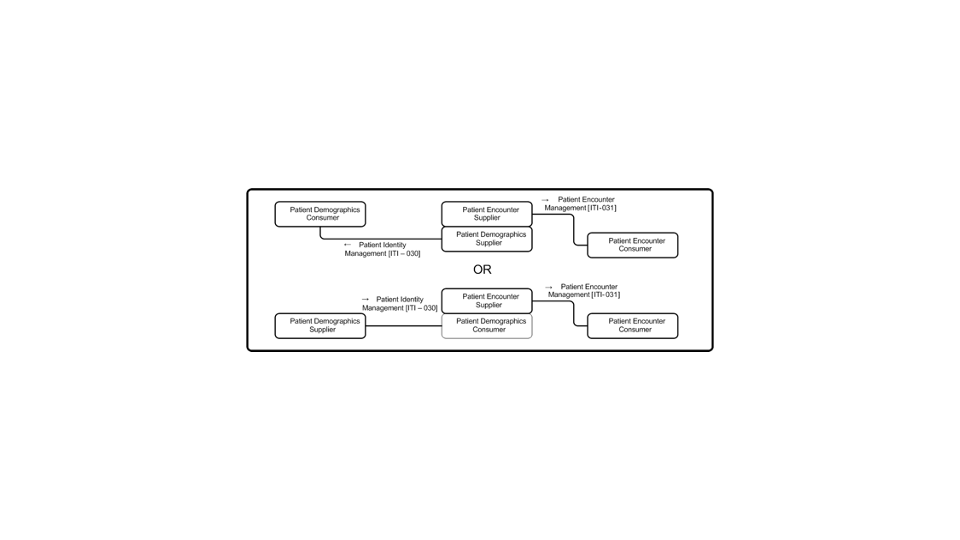 Patient Demographics
Consumer
Patient Encounter
Supplier
→ Patient Encounter
Management [ITI-031]
Patient Demographics
Supplier
← Patient Identity
Management [ITI – 030]
Patient Encounter
Consumer
OR
→ Patient Identity
Management [ITI – 030]
Patient Encounter
Supplier
→ Patient Encounter
Management [ITI-031]
Patient Demographics
Supplier
Patient Demographics
Consumer
Patient Encounter
Consumer